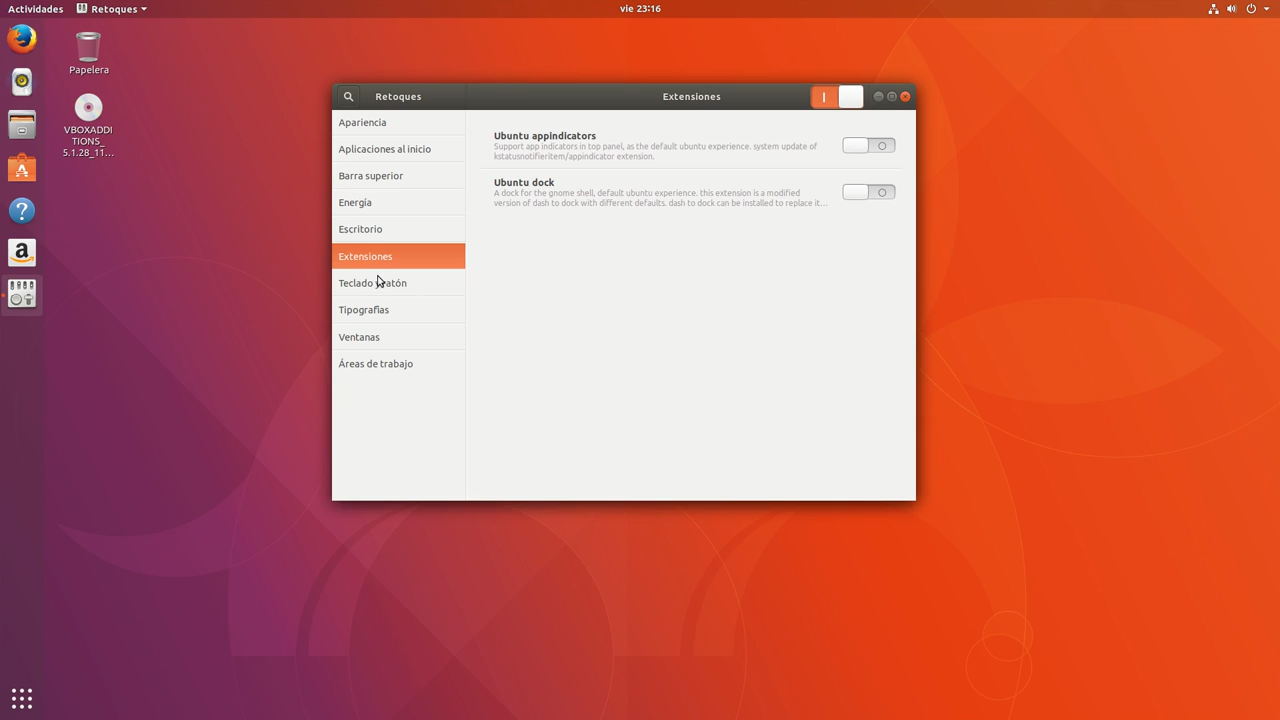 Actividades
Retoques
vie 23:16
Papelera
VBOXADDI
TIONS_
5.1.28_11...
Retoques
Extensiones
Apariencia
Aplicaciones al inicio
Barra superior
Energía
Escritorio
Extensiones
Teclado y ratón
Tipografías
Ventanas
Áreas de trabajo
Ubuntu appindicators
Support app indicators in top panel, as the default ubuntu experience. system update of
kstatusnotifieritem/appindicator extension.
Ubuntu dock
A dock for the gnome shell, default ubuntu experience. this extension is a modified
version of dash to dock with different defaults. dash to dock can be installed to replace it...